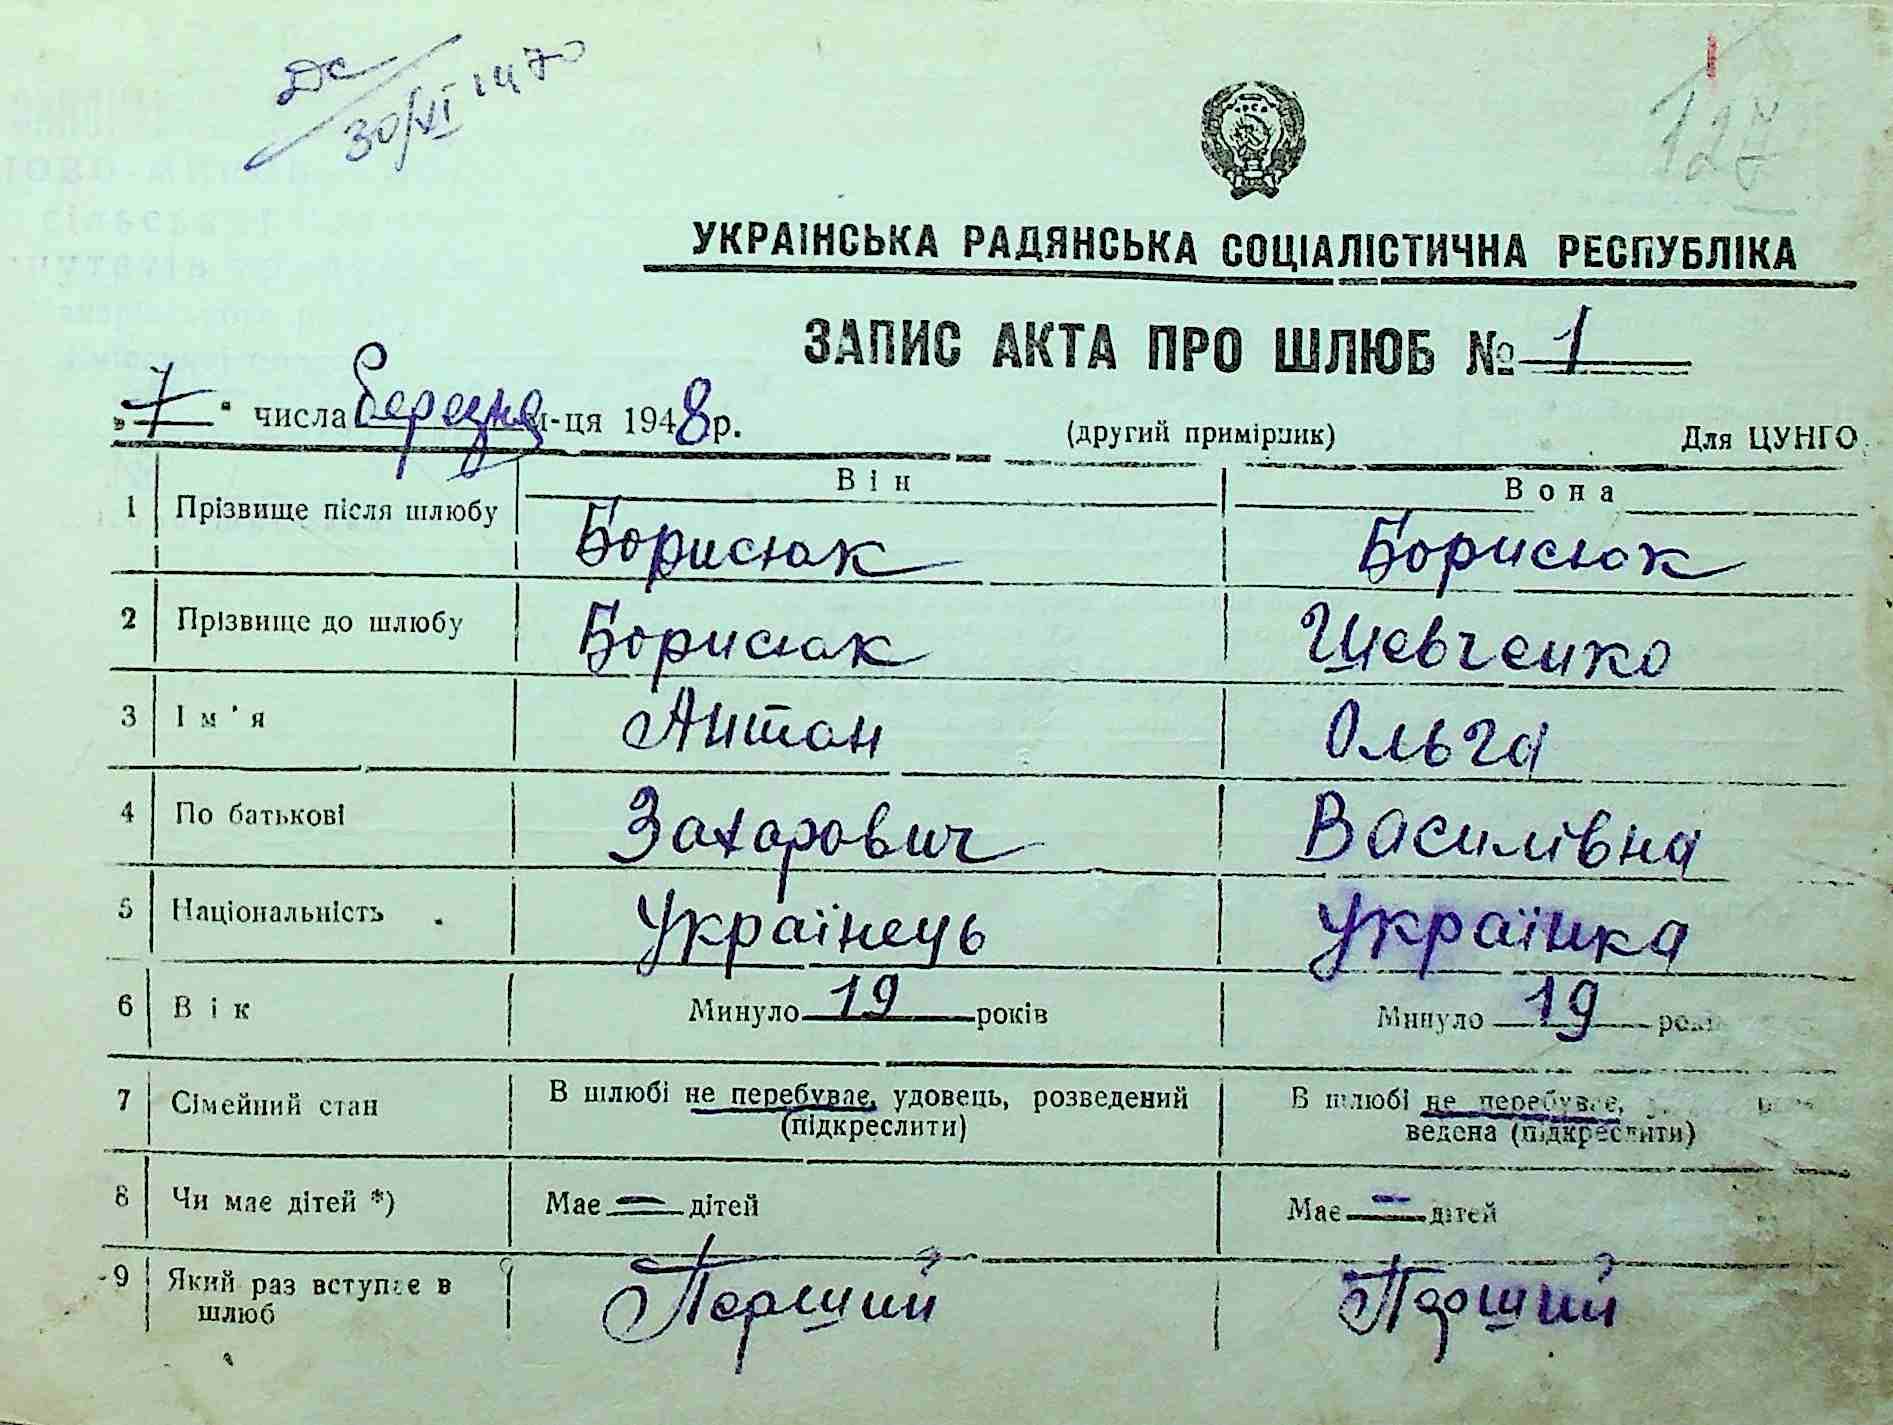 ДС
30/VI 1970
127
УКРАЇНСЬКА РАДЯНСЬКА СОЦІАЛІСТИЧНА РЕСПУБЛІКА
ЗАПИС АКТА ПРО ШЛЮБ № 1
„7" числа березня м-ця 1948 р. (другий примірник) Для ЦУНГО
Він Вона
1 Прізвище після шлюбу Борисюк Борисюк
2 Прізвище до шлюбу Борисюк Шевченко
3 Ім'я Антон Ольга
4 По батькові Захарович Василівна
5 Національність Українець Українка
6 Вік Минуло 19 років Минуло 19 років
7 Сімейний стан В шлюбі не перебуває, удовець, розведений В шлюбі не перебуває,
(підкреслити) ведена (підкреслити)
8 Чи має дітей *) Має = дітей Має = дітей
9 Який раз вступає в Перший Перший
шлюб